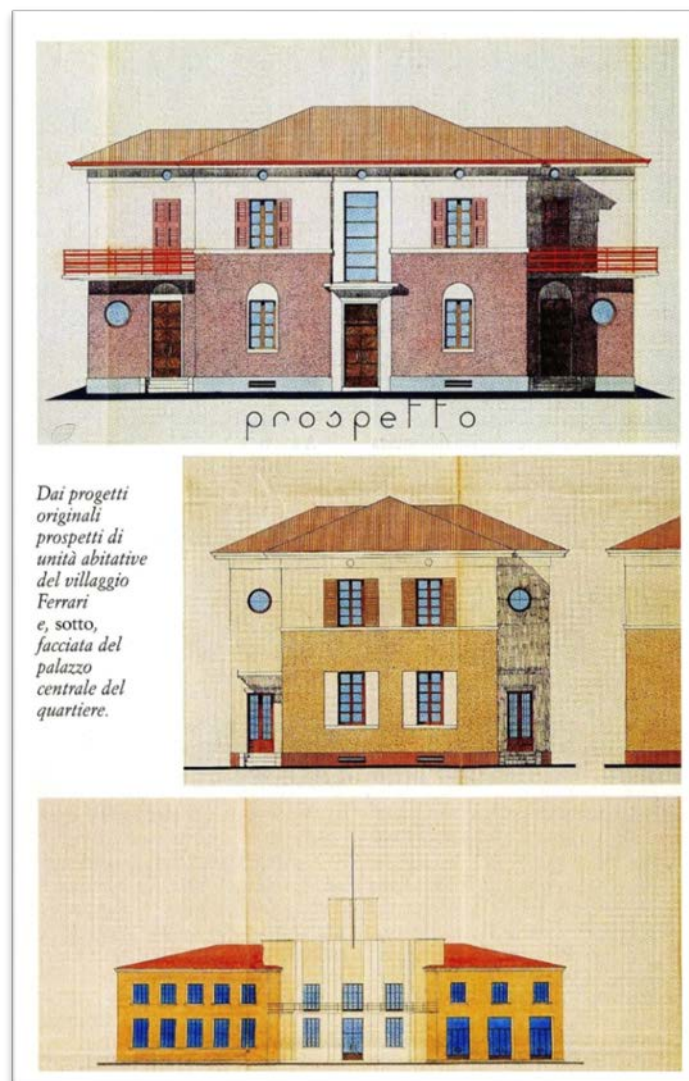 prospetto
Dai progetti
originali
prospetti di
unità abitative
del villaggio
Ferrari
e, sotto,
facciata del
palazzo
centrale del
quartiere.